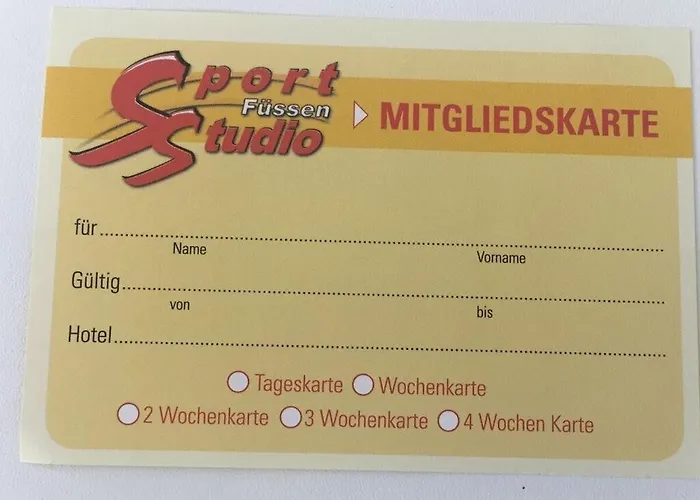 Sport
Füssen
Studio
MITGLIEDSKARTE
für
Name Vorname
Gültig
von bis
Hotel
Tageskarte Wochenkarte
2 Wochenkarte 3 Wochenkarte 4 Wochen Karte